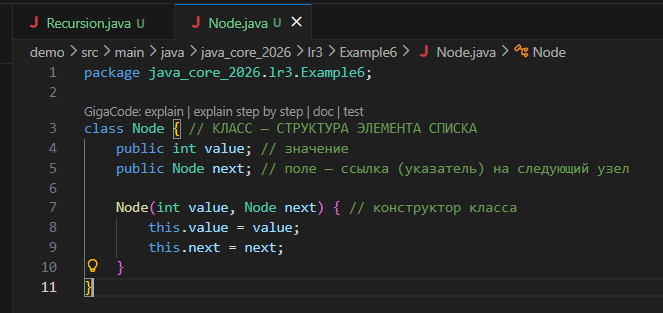 Recursion.java U
Node.java U ×
demo > src > main > java > java_core_2026 > lr3 > Example6 > Node.java > Node
1 package java_core_2026.lr3.Example6;
2
GigaCode: explain | explain step by step | doc | test
3 class Node { // КЛАСС — СТРУКТУРА ЭЛЕМЕНТА СПИСКА
4 public int value; // значение
5 public Node next; // поле — ссылка (указатель) на следующий узел
6
7 Node(int value, Node next) { // конструктор класса
8 this.value = value;
9 this.next = next;
10 }
11 }